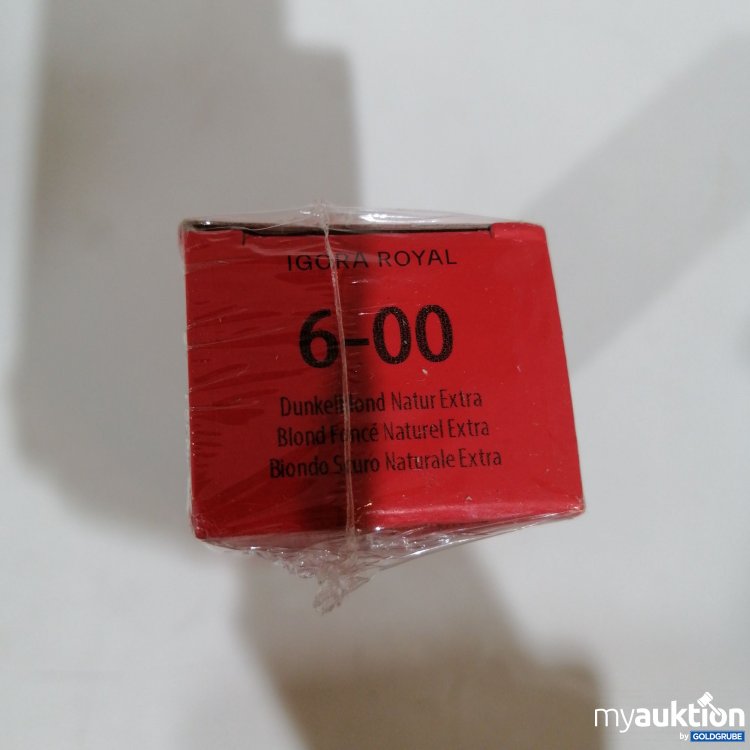 IGORA ROYAL
6-00
Dunkelblond Natur Extra
Blond Foncé Naturel Extra
Biondo Scuro Naturale Extra
myauktion
by GOLDGRUBE